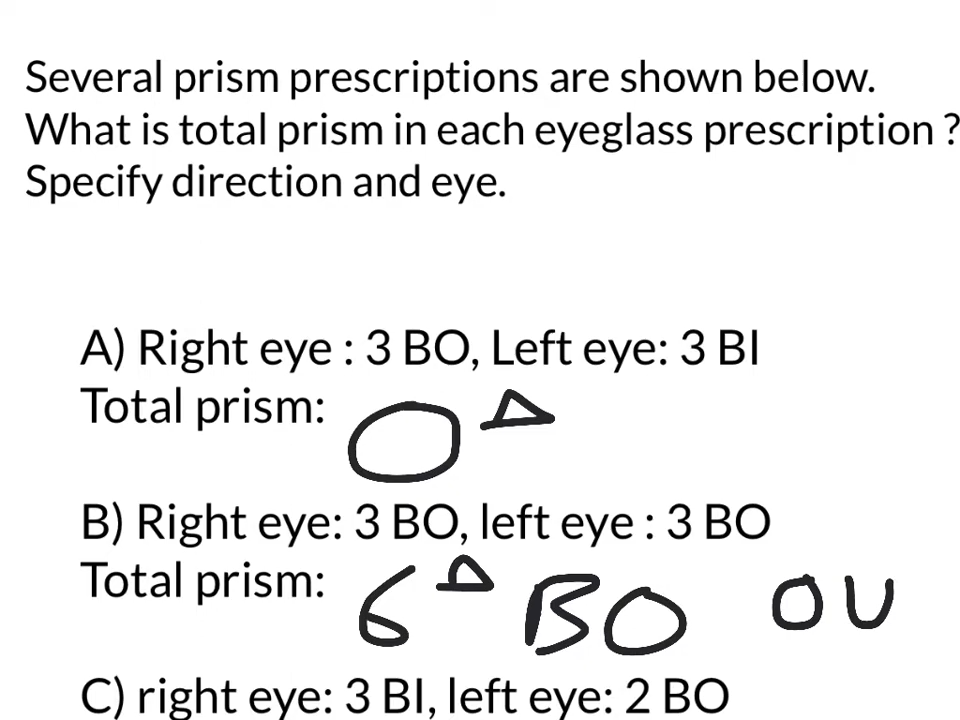 Several prism prescriptions are shown below.
What is total prism in each eyeglass prescription ?
Specify direction and eye.
A) Right eye : 3 BO, Left eye: 3 BI
Total prism: 0 Δ
B) Right eye: 3 BO, left eye : 3 BO
Total prism: 6 Δ BO OU
C) right eye: 3 BI, left eye: 2 BO